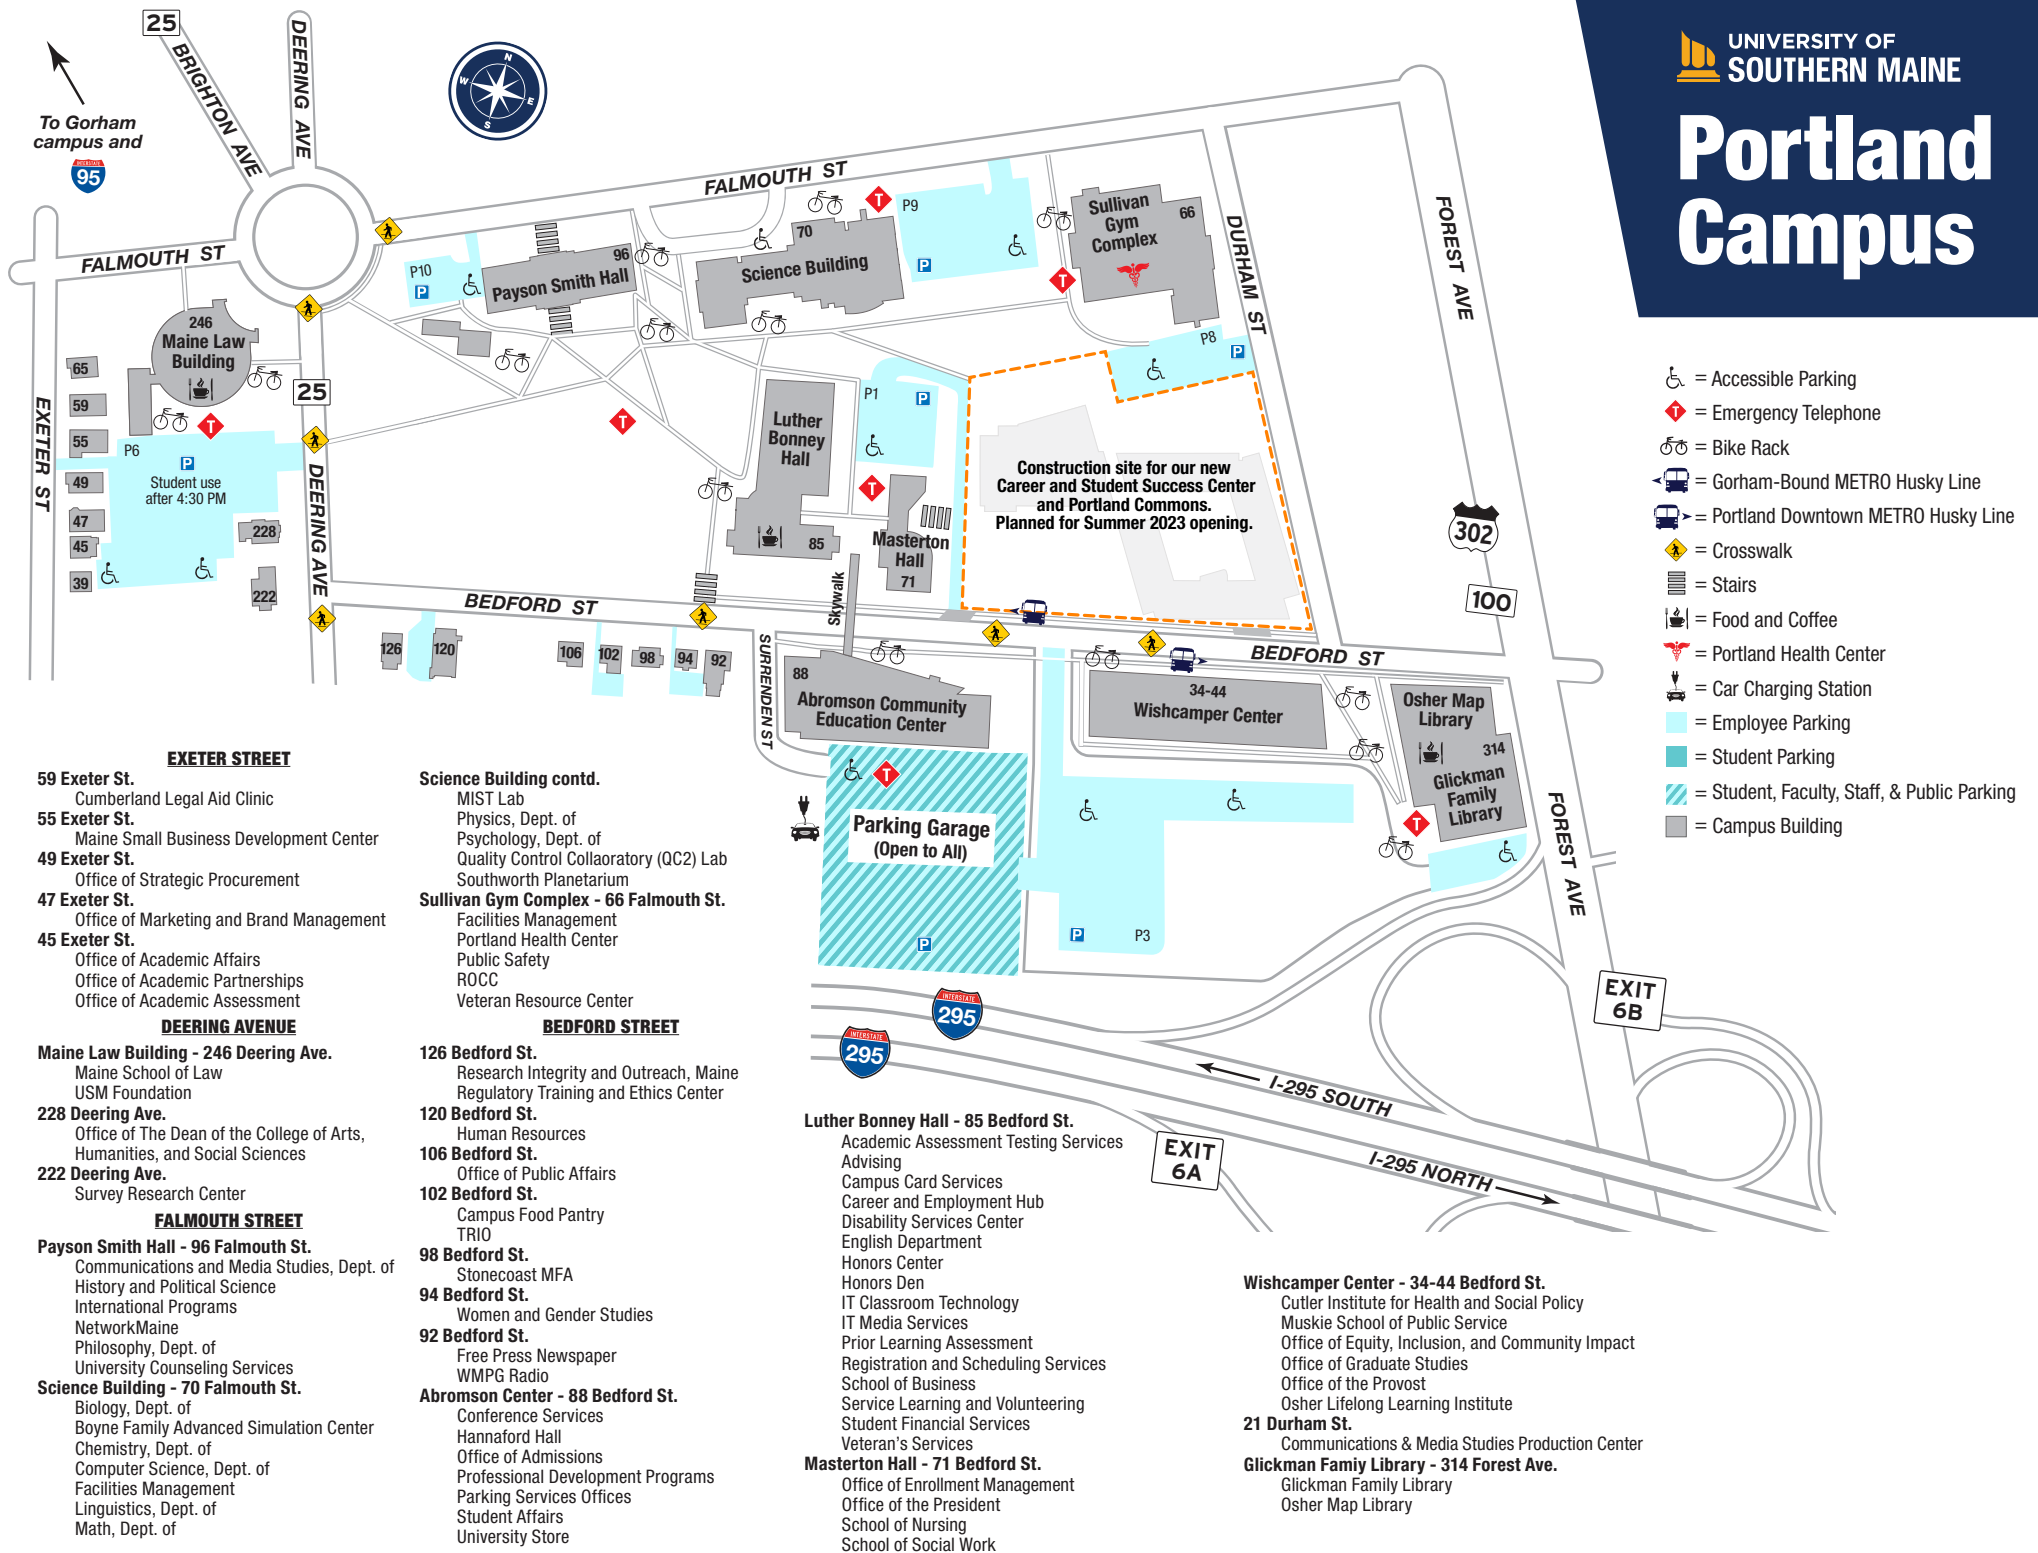 25
BRIGHTON AVE
DEERING AVE
N
W
E
S
UNIVERSITY OF
SOUTHERN MAINE
Portland
Campus
To Gorham
campus and
INTERSTATE
95
FALMOUTH ST
FALMOUTH ST
EXETER ST
DEERING AVE
25
DURHAM ST
FOREST AVE
302
100
BEDFORD ST
BEDFORD ST
SURRENDEN ST
FOREST AVE
P10
P
96
Payson Smith Hall
70
Science Building
T
P9
P
Sullivan
Gym
Complex
66
T
P8
P
246
Maine Law
Building
T
65
59
55
49
47
45
39
P6
P
Student use
after 4:30 PM
228
222
T
Luther
Bonney
Hall
85
P1
P
T
Masterton
Hall
71
Skywalk
Construction site for our new
Career and Student Success Center
and Portland Commons.
Planned for Summer 2023 opening.
126
120
106
102
98
94
92
88
Abromson Community
Education Center
34-44
Wishcamper Center
Osher Map
Library
314
Glickman
Family
Library
T
T
Parking Garage
(Open to All)
P
P
P3
INTERSTATE
295
INTERSTATE
295
I-295 SOUTH
I-295 NORTH
EXIT
6B
EXIT
6A
= Accessible Parking
T = Emergency Telephone
= Bike Rack
= Gorham-Bound METRO Husky Line
= Portland Downtown METRO Husky Line
= Crosswalk
= Stairs
= Food and Coffee
= Portland Health Center
= Car Charging Station
= Employee Parking
= Student Parking
= Student, Faculty, Staff, & Public Parking
= Campus Building
EXETER STREET
59 Exeter St.
Cumberland Legal Aid Clinic
55 Exeter St.
Maine Small Business Development Center
49 Exeter St.
Office of Strategic Procurement
47 Exeter St.
Office of Marketing and Brand Management
45 Exeter St.
Office of Academic Affairs
Office of Academic Partnerships
Office of Academic Assessment
DEERING AVENUE
Maine Law Building - 246 Deering Ave.
Maine School of Law
USM Foundation
228 Deering Ave.
Office of The Dean of the College of Arts,
Humanities, and Social Sciences
222 Deering Ave.
Survey Research Center
FALMOUTH STREET
Payson Smith Hall - 96 Falmouth St.
Communications and Media Studies, Dept. of
History and Political Science
International Programs
NetworkMaine
Philosophy, Dept. of
University Counseling Services
Science Building - 70 Falmouth St.
Biology, Dept. of
Boyne Family Advanced Simulation Center
Chemistry, Dept. of
Computer Science, Dept. of
Facilities Management
Linguistics, Dept. of
Math, Dept. of
Science Building contd.
MIST Lab
Physics, Dept. of
Psychology, Dept. of
Quality Control Collaoratory (QC2) Lab
Southworth Planetarium
Sullivan Gym Complex - 66 Falmouth St.
Facilities Management
Portland Health Center
Public Safety
ROCC
Veteran Resource Center
BEDFORD STREET
126 Bedford St.
Research Integrity and Outreach, Maine
Regulatory Training and Ethics Center
120 Bedford St.
Human Resources
106 Bedford St.
Office of Public Affairs
102 Bedford St.
Campus Food Pantry
TRIO
98 Bedford St.
Stonecoast MFA
94 Bedford St.
Women and Gender Studies
92 Bedford St.
Free Press Newspaper
WMPG Radio
Abromson Center - 88 Bedford St.
Conference Services
Hannaford Hall
Office of Admissions
Professional Development Programs
Parking Services Offices
Student Affairs
University Store
Luther Bonney Hall - 85 Bedford St.
Academic Assessment Testing Services
Advising
Campus Card Services
Career and Employment Hub
Disability Services Center
English Department
Honors Center
Honors Den
IT Classroom Technology
IT Media Services
Prior Learning Assessment
Registration and Scheduling Services
School of Business
Service Learning and Volunteering
Student Financial Services
Veteran's Services
Masterton Hall - 71 Bedford St.
Office of Enrollment Management
Office of the President
School of Nursing
School of Social Work
Wishcamper Center - 34-44 Bedford St.
Cutler Institute for Health and Social Policy
Muskie School of Public Service
Office of Equity, Inclusion, and Community Impact
Office of Graduate Studies
Office of the Provost
Osher Lifelong Learning Institute
21 Durham St.
Communications & Media Studies Production Center
Glickman Famiy Library - 314 Forest Ave.
Glickman Family Library
Osher Map Library